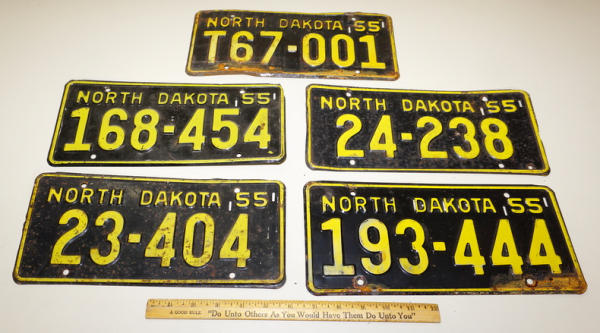 NORTH DAKOTA 55
T67-001
NORTH DAKOTA 55
168-454
NORTH DAKOTA 55
24-238
NORTH DAKOTA 55
23-404
NORTH DAKOTA 55
193-444
A GOOD RULE "Do Unto Others As You Would Have Them Do Unto You"